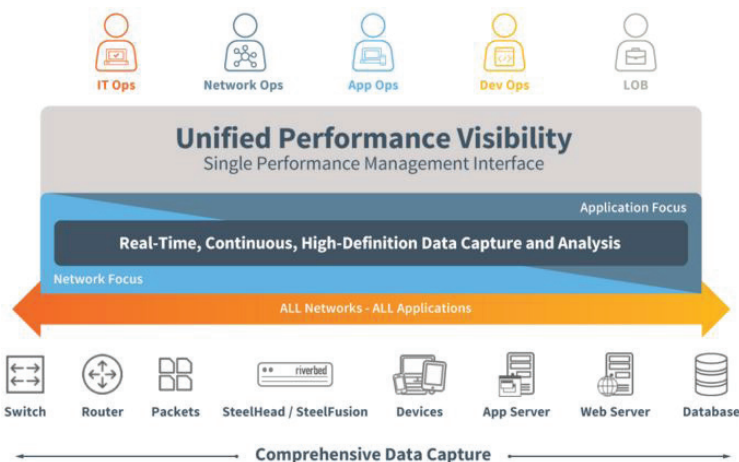 IT Ops
Network Ops
App Ops
Dev Ops
LOB
Unified Performance Visibility
Single Performance Management Interface
Application Focus
Real-Time, Continuous, High-Definition Data Capture and Analysis
Network Focus
ALL Networks - ALL Applications
riverbed
Switch
Router
Packets
SteelHead / SteelFusion
Devices
App Server
Web Server
Database
Comprehensive Data Capture